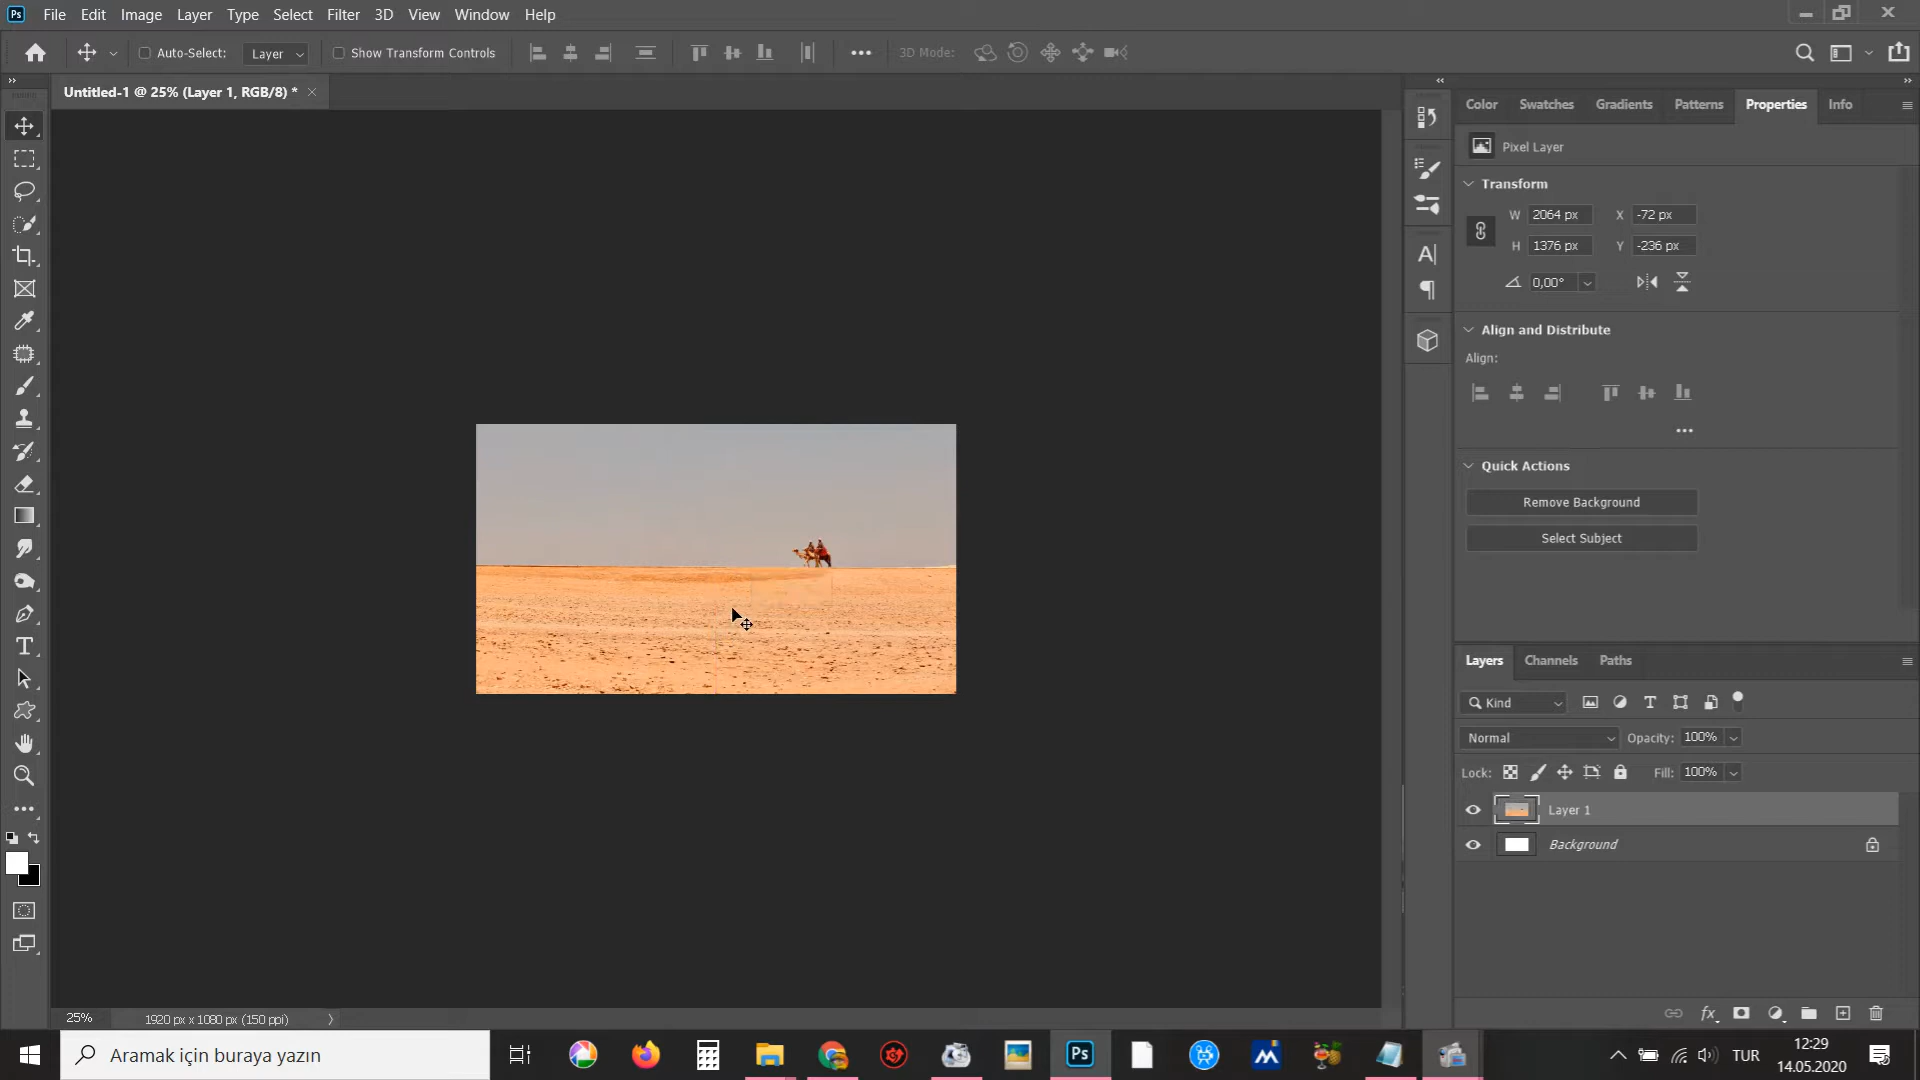 Ps File Edit Image Layer Type Select Filter 3D View Window Help
Auto-Select: Layer Show Transform Controls 3D Mode:
Untitled-1 @ 25% (Layer 1, RGB/8) *
Color Swatches Gradients Patterns Properties Info
Pixel Layer
Transform
W 2064 px X -72 px
H 1376 px Y -236 px
0,00°
Align and Distribute
Align:
Quick Actions
Remove Background
Select Subject
Layers Channels Paths
Kind
Normal Opacity: 100%
Lock: Fill: 100%
Layer 1
Background
25% 1920 px x 1080 px (150 ppi)
Aramak için buraya yazın
Ps
TUR
12:29
14.05.2020